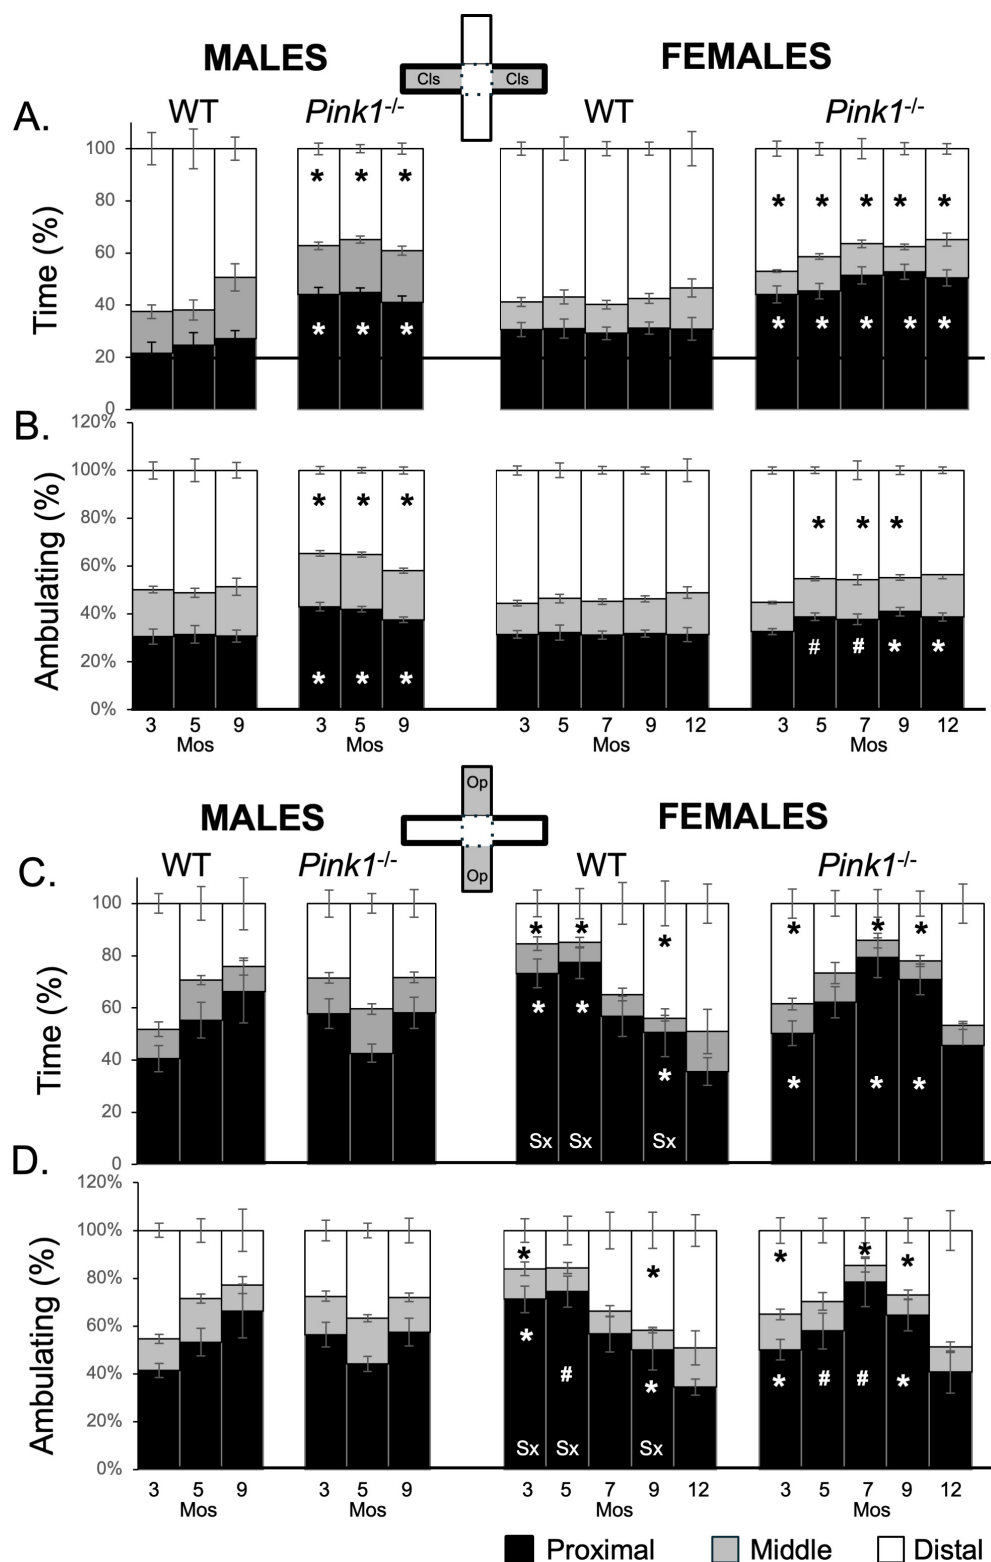 MALES FEMALES
Cls Cls
A. WT Pink1-/- WT Pink1-/-
Time (%)
100
80
60
40
20
0
* * * * * * * *
* * * * * * * *
B.
Ambulating (%)
120%
100%
80%
60%
40%
20%
0%
* * * * * *
* * * # # * *
3 5 9 3 5 9 3 5 7 9 12 3 5 7 9 12
Mos Mos Mos Mos
MALES FEMALES
Op
Op
C. WT Pink1-/- WT Pink1-/-
Time (%)
100
80
60
40
20
0
* * * * * *
* * * * * *
Sx Sx Sx
D.
Ambulating (%)
120%
100%
80%
60%
40%
20%
0%
* * * * *
* # * * # # *
Sx Sx Sx
3 5 9 3 5 9 3 5 7 9 12 3 5 7 9 12
Mos Mos Mos Mos
Proximal Middle Distal